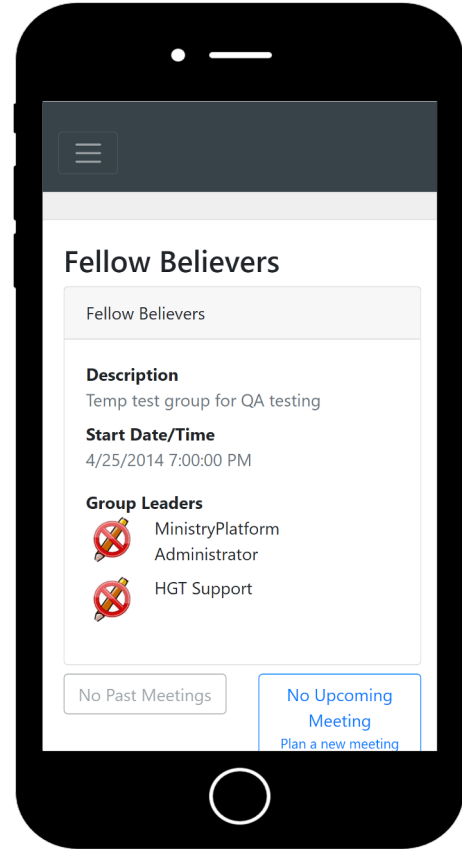 Fellow Believers
Fellow Believers
Description
Temp test group for QA testing
Start Date/Time
4/25/2014 7:00:00 PM
Group Leaders
MinistryPlatform
Administrator
HGT Support
No Past Meetings
No Upcoming
Meeting
Plan a new meeting